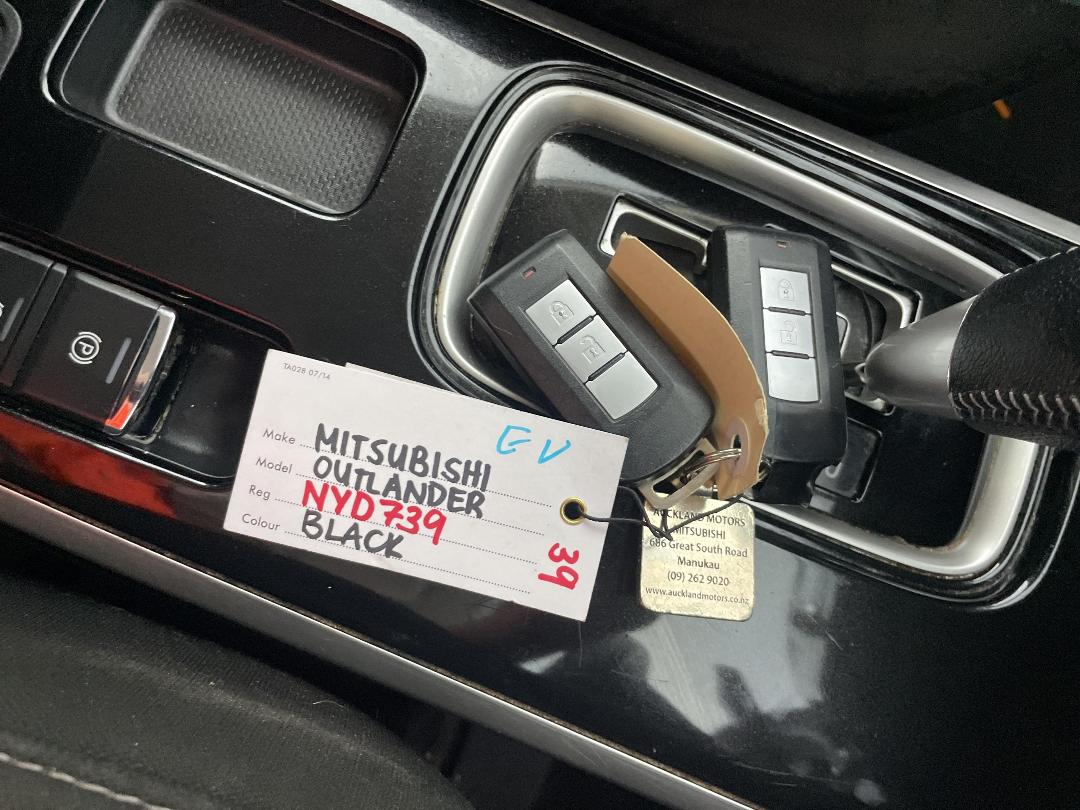 TA028 07/14
EV
Make MITSUBISHI
Model OUTLANDER
Reg NYD739
Colour BLACK
39
AUCKLAND MOTORS
MITSUBISHI
686 Great South Road
Manukau
(09) 262 9020
www.aucklandmotors.co.nz
P